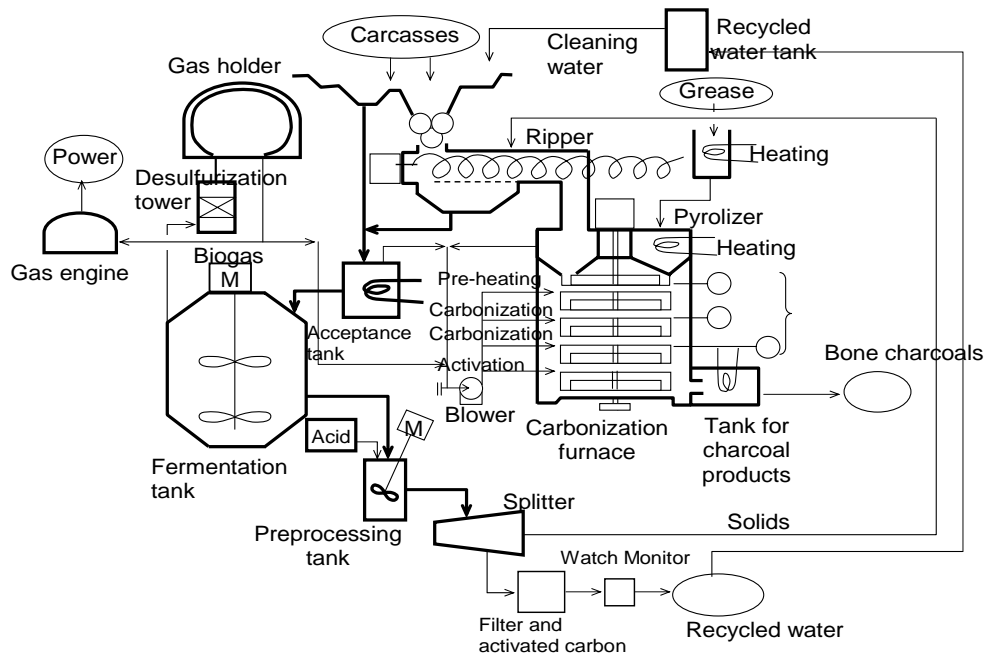 Carcasses
Cleaning
water
Recycled
water tank
Gas holder
Grease
Ripper
Heating
Power
Desulfurization
tower
Pyrolizer
Heating
Gas engine
Biogas
M
Pre-heating
Carbonization
Carbonization
Activation
Acceptance
tank
Blower
Bone charcoals
Carbonization
furnace
Tank for
charcoal
products
Acid
M
Fermentation
tank
Preprocessing
tank
Splitter
Solids
Watch Monitor
Filter and
activated carbon
Recycled water